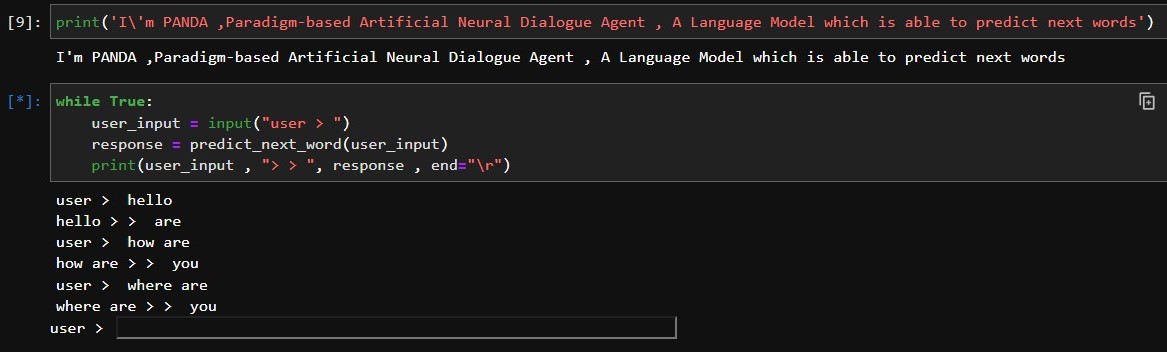 [9]: print('I\'m PANDA ,Paradigm-based Artificial Neural Dialogue Agent , A Language Model which is able to predict next words')
I'm PANDA ,Paradigm-based Artificial Neural Dialogue Agent , A Language Model which is able to predict next words
[*]: while True:
    user_input = input("user > ")
    response = predict_next_word(user_input)
    print(user_input , "> > ", response , end="\r")
user >  hello
hello > >  are
user >  how are
how are > >  you
user >  where are
where are > >  you
user >